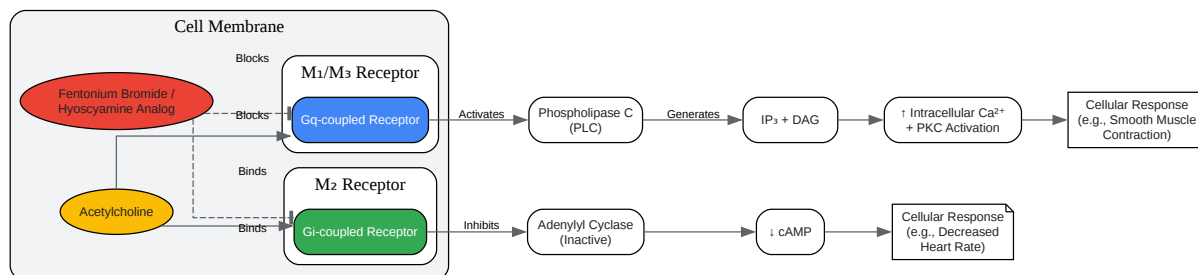 Cell Membrane
Blocks
M₁/M₃ Receptor
Fentonium Bromide /
Hyoscyamine Analog
Blocks
Gq-coupled Receptor
Activates
Phospholipase C
(PLC)
Generates
IP₃ + DAG
↑ Intracellular Ca²⁺
+ PKC Activation
Cellular Response
(e.g., Smooth Muscle
Contraction)
Binds
M₂ Receptor
Acetylcholine
Binds
Gi-coupled Receptor
Inhibits
Adenylyl Cyclase
(Inactive)
↓ cAMP
Cellular Response
(e.g., Decreased
Heart Rate)